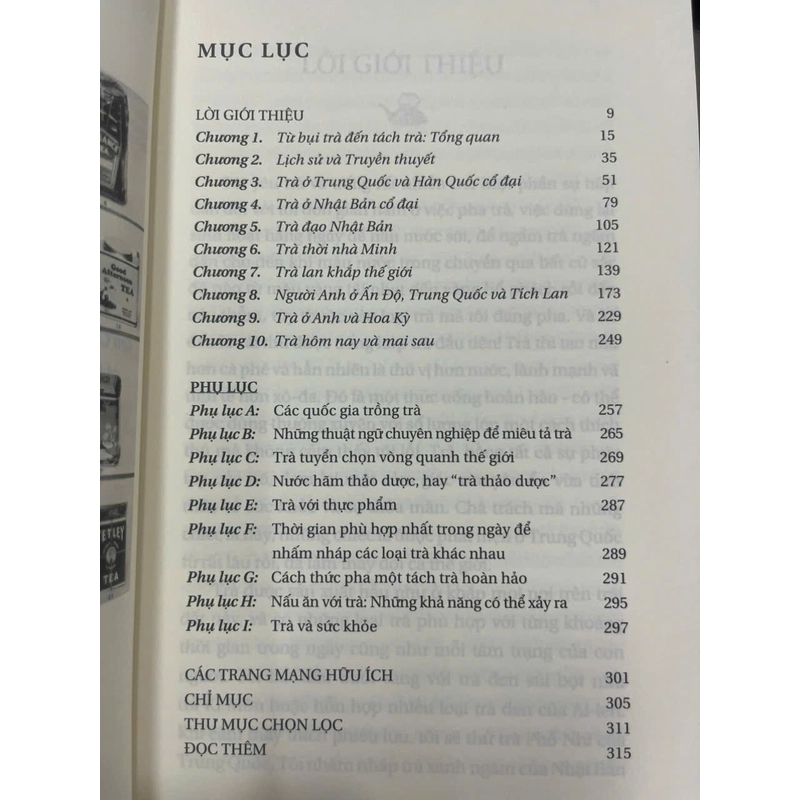 MỤC LỤC
LỜI GIỚI THIỆU 9
Chương 1. Từ bụi trà đến tách trà: Tổng quan 15
Chương 2. Lịch sử và Truyền thuyết 35
Chương 3. Trà ở Trung Quốc và Hàn Quốc cổ đại 51
Chương 4. Trà ở Nhật Bản cổ đại 79
Chương 5. Trà đạo Nhật Bản 105
Chương 6. Trà thời nhà Minh 121
Chương 7. Trà lan khắp thế giới 139
Chương 8. Người Anh ở Ấn Độ, Trung Quốc và Tích Lan 173
Chương 9. Trà ở Anh và Hoa Kỳ 229
Chương 10. Trà hôm nay và mai sau 249
PHỤ LỤC
Phụ lục A: Các quốc gia trồng trà 257
Phụ lục B: Những thuật ngữ chuyên nghiệp để miêu tả trà 265
Phụ lục C: Trà tuyển chọn vòng quanh thế giới 269
Phụ lục D: Nước hãm thảo dược, hay “trà thảo dược” 277
Phụ lục E: Trà với thực phẩm 287
Phụ lục F: Thời gian phù hợp nhất trong ngày để
nhấm nháp các loại trà khác nhau 289
Phụ lục G: Cách thức pha một tách trà hoàn hảo 291
Phụ lục H: Nấu ăn với trà: Những khả năng có thể xảy ra 295
Phụ lục I: Trà và sức khỏe 297
CÁC TRANG MẠNG HỮU ÍCH 301
CHỈ MỤC 305
THƯ MỤC CHỌN LỌC 311
ĐỌC THÊM 315
Good
Afternoon
TEA
TEA